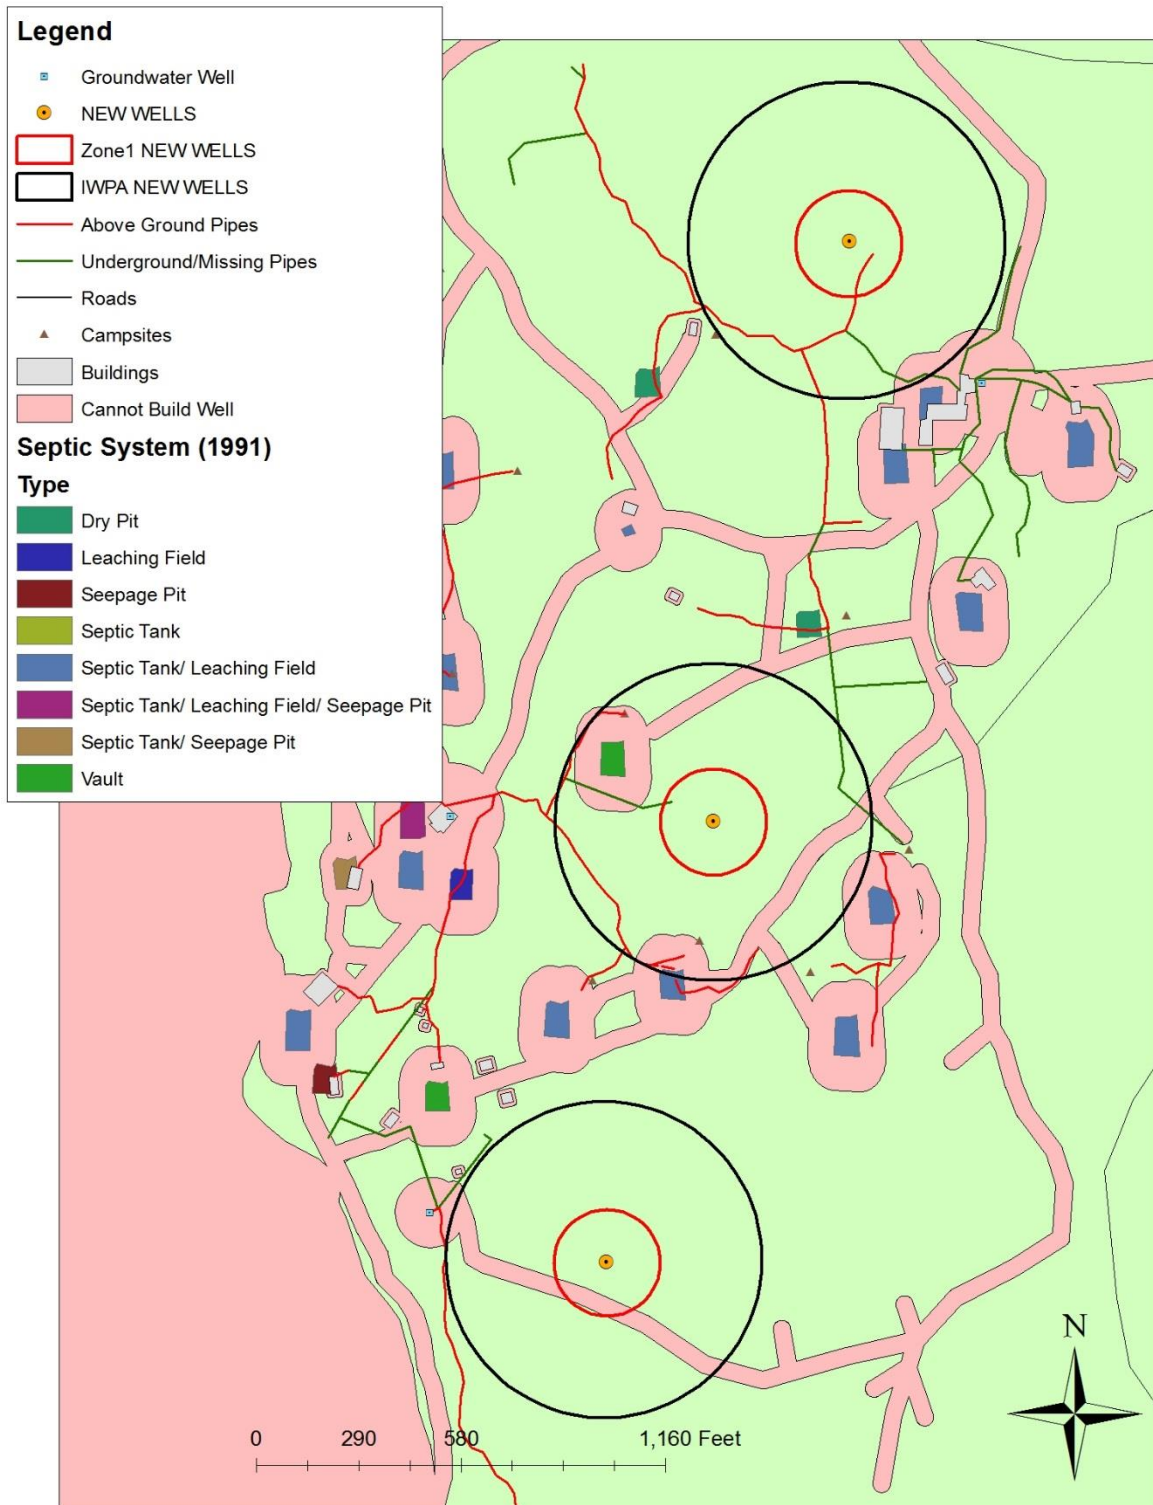 Legend
Groundwater Well
NEW WELLS
Zone1 NEW WELLS
IWPA NEW WELLS
Above Ground Pipes
Underground/Missing Pipes
Roads
Campsites
Buildings
Cannot Build Well
Septic System (1991)
Type
Dry Pit
Leaching Field
Seepage Pit
Septic Tank
Septic Tank/ Leaching Field
Septic Tank/ Leaching Field/ Seepage Pit
Septic Tank/ Seepage Pit
Vault
N
0 290 580 1,160 Feet